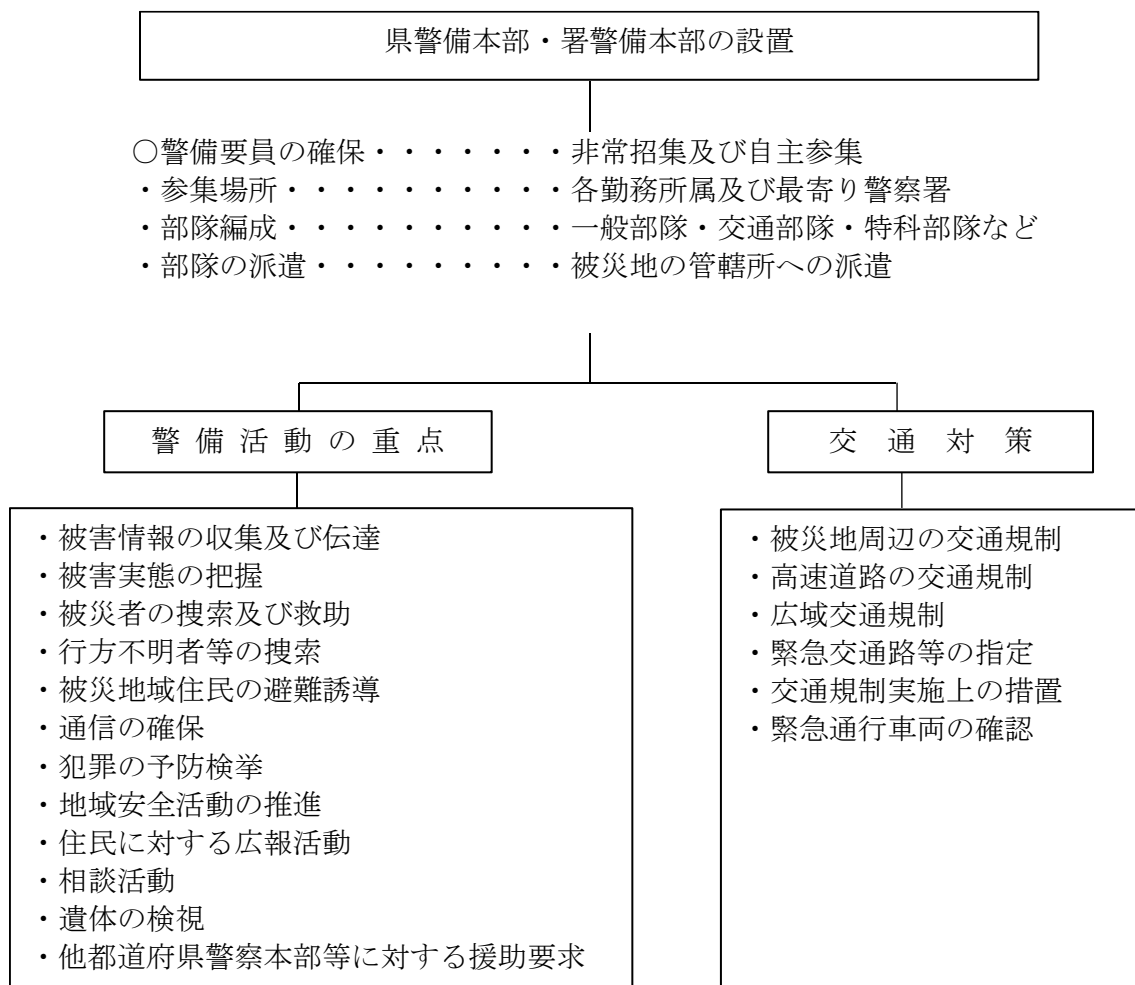 県警備本部・署警備本部の設置
○警備要員の確保・・・・・・・非常招集及び自主参集
・参集場所・・・・・・・・・・各勤務所属及び最寄り警察署
・部隊編成・・・・・・・・・・一般部隊・交通部隊・特科部隊など
・部隊の派遣・・・・・・・・・被災地の管轄所への派遣
警備活動の重点
・被害情報の収集及び伝達
・被害実態の把握
・被災者の捜索及び救助
・行方不明者等の捜索
・被災地域住民の避難誘導
・通信の確保
・犯罪の予防検挙
・地域安全活動の推進
・住民に対する広報活動
・相談活動
・遺体の検視
・他都道府県警察本部等に対する援助要求
交通対策
・被災地周辺の交通規制
・高速道路の交通規制
・広域交通規制
・緊急交通路等の指定
・交通規制実施上の措置
・緊急通行車両の確認